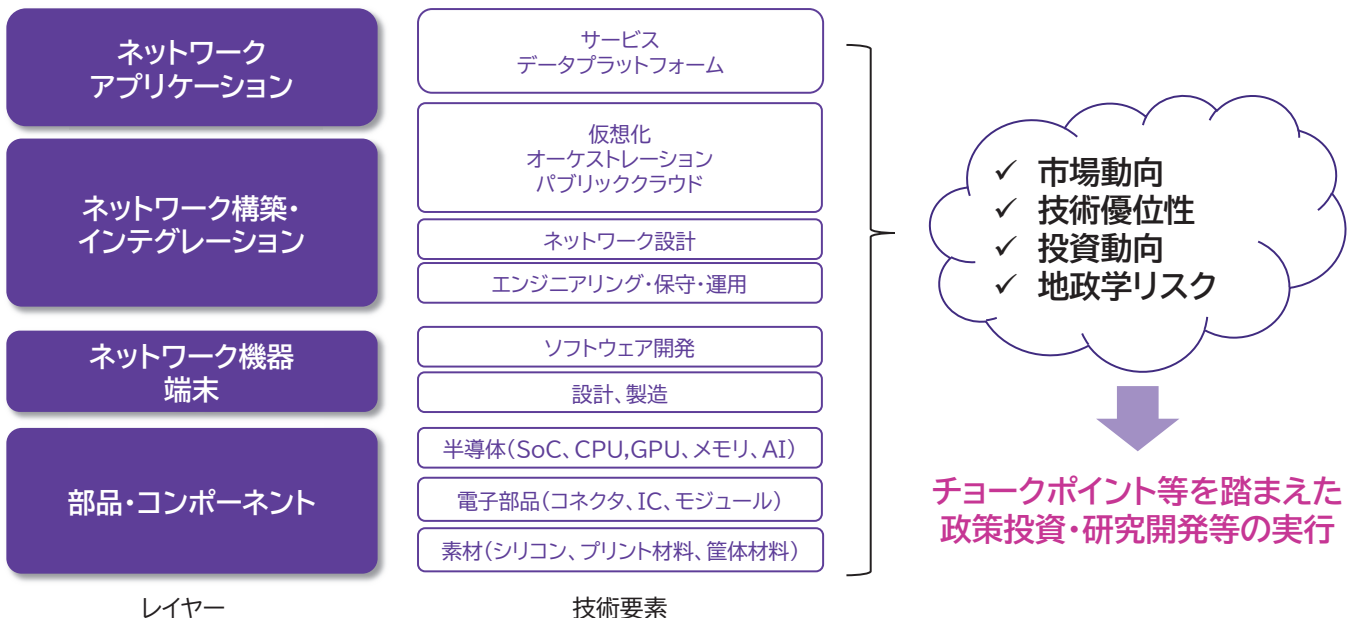 ネットワーク
アプリケーション
サービス
データプラットフォーム
ネットワーク構築・
インテグレーション
仮想化
オーケストレーション
パブリッククラウド
ネットワーク設計
エンジニアリング・保守・運用
ネットワーク機器
端末
ソフトウェア開発
設計、製造
部品・コンポーネント
半導体(SoC、CPU,GPU、メモリ、AI)
電子部品(コネクタ、IC、モジュール)
素材(シリコン、プリント材料、筐体材料)
レイヤー
技術要素
✓ 市場動向
✓ 技術優位性
✓ 投資動向
✓ 地政学リスク
チョークポイント等を踏まえた
政策投資・研究開発等の実行